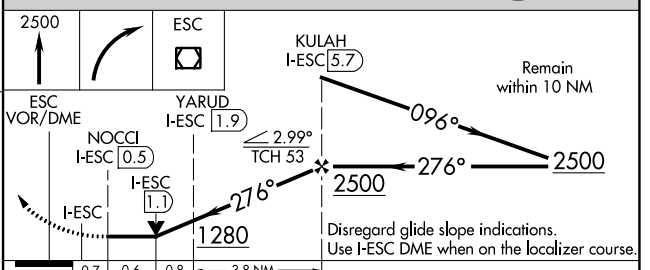 2500
ESC
KULAH
I-ESC 5.7
Remain
within 10 NM
ESC
VOR/DME
YARUD
I-ESC 1.9
NOCCI
I-ESC 0.5
2.99°
TCH 53
096°
2500
276°
2500
I-ESC
1.1
276°
I-ESC
1280
Disregard glide slope indications.
Use I-ESC DME when on the localizer course.
0.7
0.6
0.8
3.8 NM